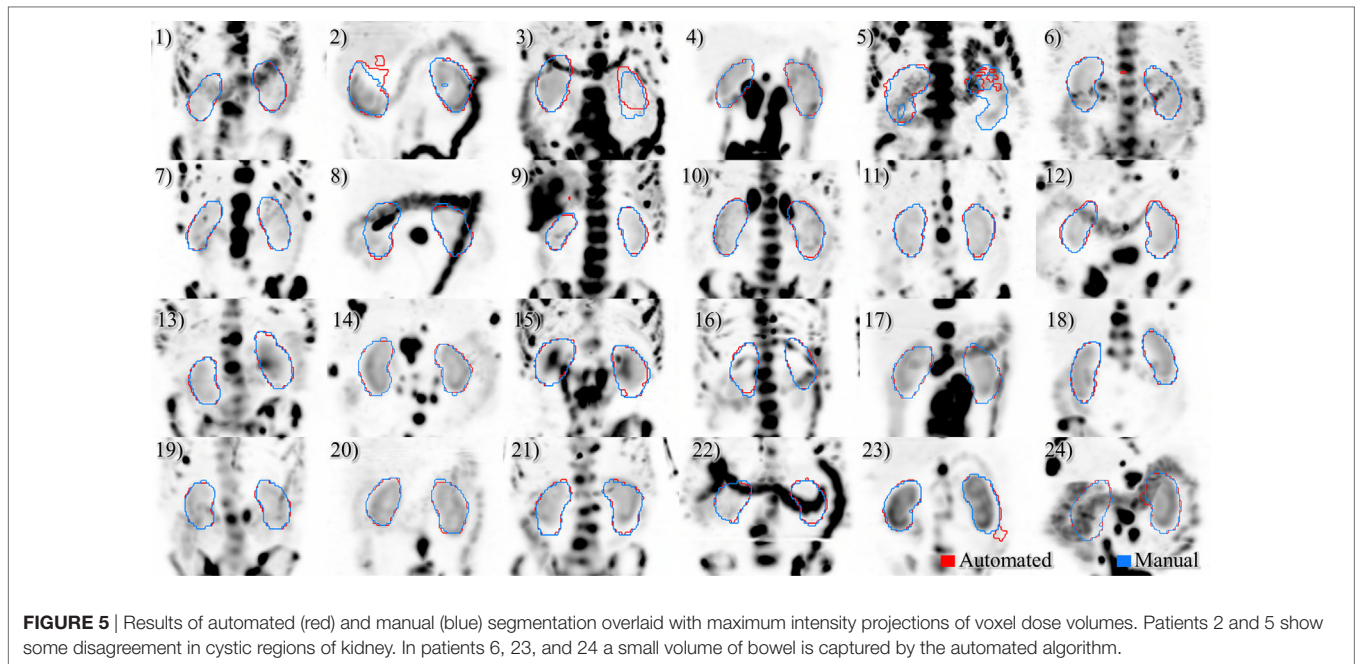 1) 2) 3) 4) 5) 6)
7) 8) 9) 10) 11) 12)
13) 14) 15) 16) 17) 18)
19) 20) 21) 22) 23) 24)
Automated Manual
FIGURE 5 | Results of automated (red) and manual (blue) segmentation overlaid with maximum intensity projections of voxel dose volumes. Patients 2 and 5 show
some disagreement in cystic regions of kidney. In patients 6, 23, and 24 a small volume of bowel is captured by the automated algorithm.